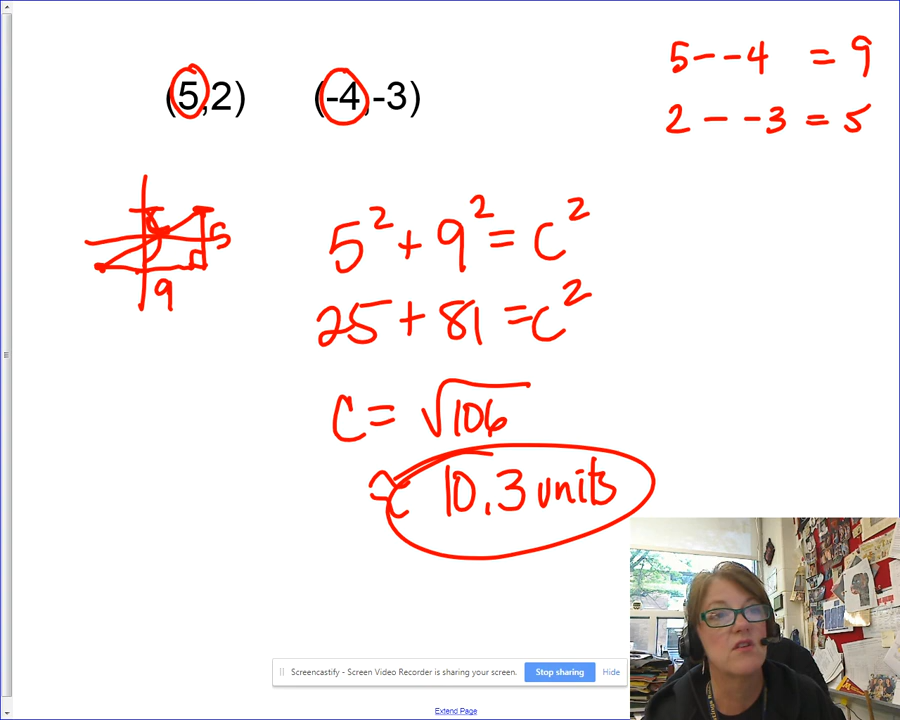 (5,2) (-4,-3)
5 - -4 = 9
2 - -3 = 5
5
9
5² + 9² = c²
25 + 81 = c²
c = √106
≈ 10.3 units
Screencastify - Screen Video Recorder is sharing your screen. Stop sharing Hide
Extend Page